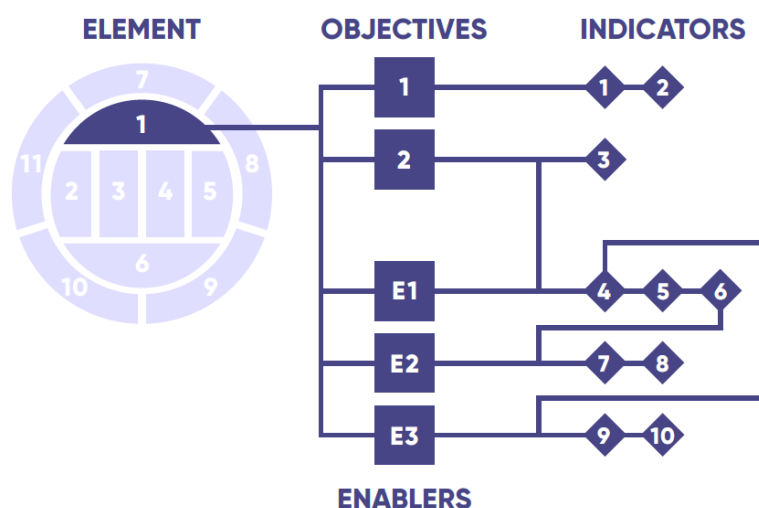 ELEMENT OBJECTIVES INDICATORS
7
1 1 1 2
11 8
2 3 4 5 2 3
6
10 9 E1 4 5 6
E2 7 8
E3 9 10
ENABLERS